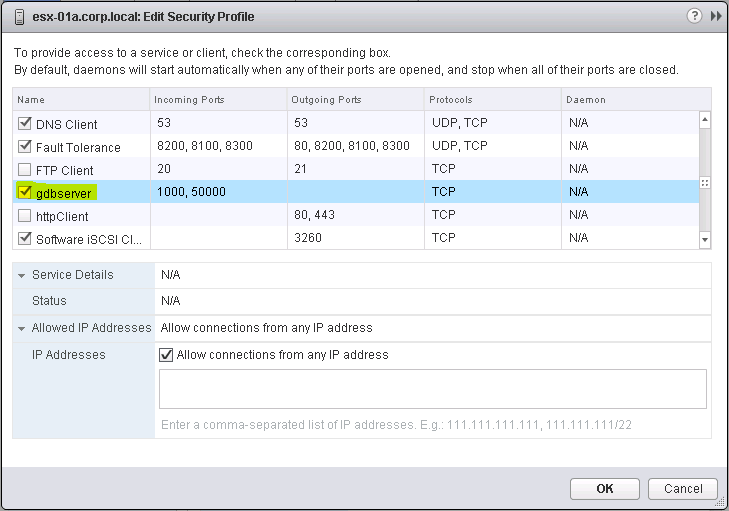 esx-01a.corp.local: Edit Security Profile
To provide access to a service or client, check the corresponding box.
By default, daemons will start automatically when any of their ports are opened, and stop when all of their ports are closed.
Name Incoming Ports Outgoing Ports Protocols Daemon
DNS Client 53 53 UDP, TCP N/A
Fault Tolerance 8200, 8100, 8300 80, 8200, 8100, 8300 UDP, TCP N/A
FTP Client 20 21 TCP N/A
gdbserver 1000, 50000 TCP N/A
httpClient 80, 443 TCP N/A
Software iSCSI Cl... 3260 TCP N/A
Service Details N/A
Status N/A
Allowed IP Addresses Allow connections from any IP address
IP Addresses Allow connections from any IP address
Enter a comma-separated list of IP addresses. E.g.: 111.111.111.111, 111.111.111/22
OK Cancel